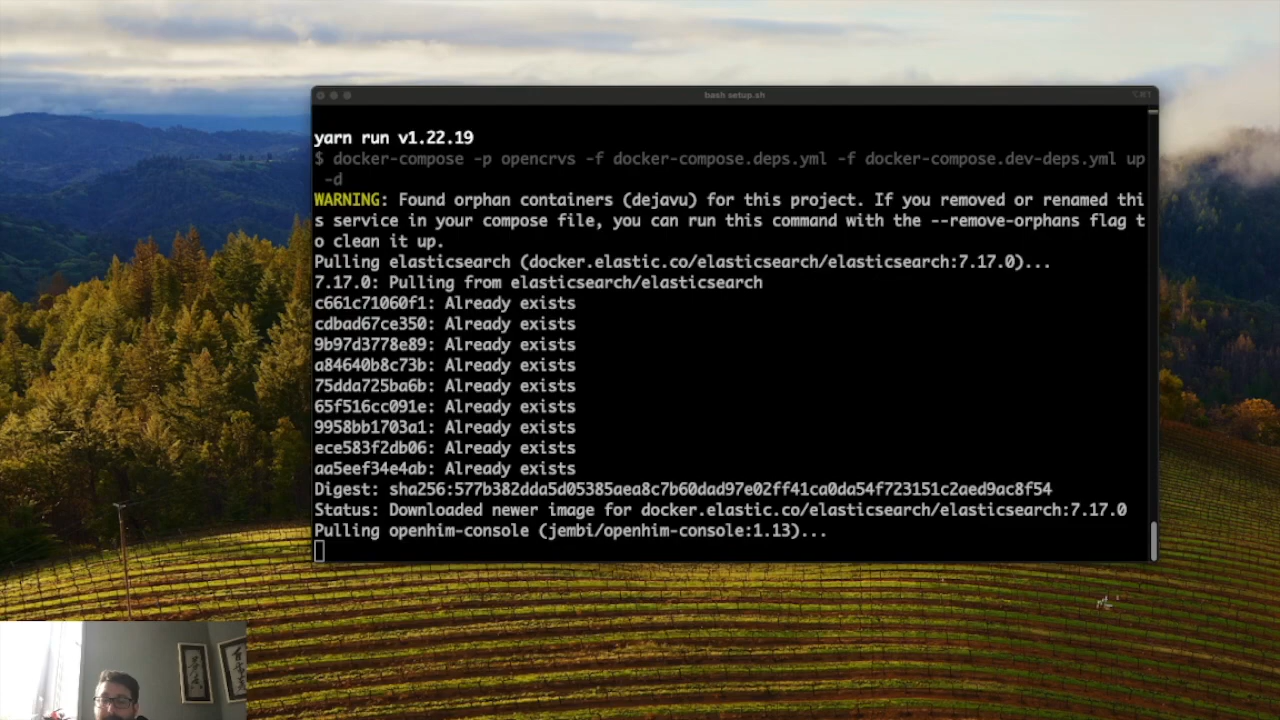 bash setup.sh
⌥⌘1
yarn run v1.22.19
$ docker-compose -p opencrvs -f docker-compose.deps.yml -f docker-compose.dev-deps.yml up
-d
WARNING: Found orphan containers (dejavu) for this project. If you removed or renamed thi
s service in your compose file, you can run this command with the --remove-orphans flag t
o clean it up.
Pulling elasticsearch (docker.elastic.co/elasticsearch/elasticsearch:7.17.0)...
7.17.0: Pulling from elasticsearch/elasticsearch
c661c71060f1: Already exists
cdbad67ce350: Already exists
9b97d3778e89: Already exists
a84640b8c73b: Already exists
75dda725ba6b: Already exists
65f516cc091e: Already exists
9958bb1703a1: Already exists
ece583f2db06: Already exists
aa5eef34e4ab: Already exists
Digest: sha256:577b382dda5d05385aea8c7b60dad97e02ff41ca0da54f723151c2aed9ac8f54
Status: Downloaded newer image for docker.elastic.co/elasticsearch/elasticsearch:7.17.0
Pulling openhim-console (jembi/openhim-console:1.13)...